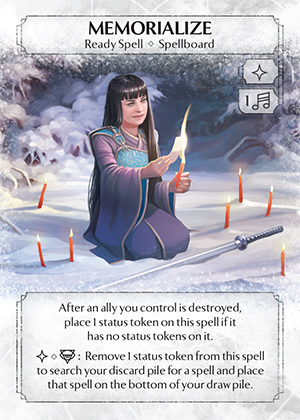 MEMORIALIZE
Ready Spell ◇ Spellboard
1
After an ally you control is destroyed,
place 1 status token on this spell if it
has no status tokens on it.
◇ : Remove 1 status token from this spell
to search your discard pile for a spell and place
that spell on the bottom of your draw pile.